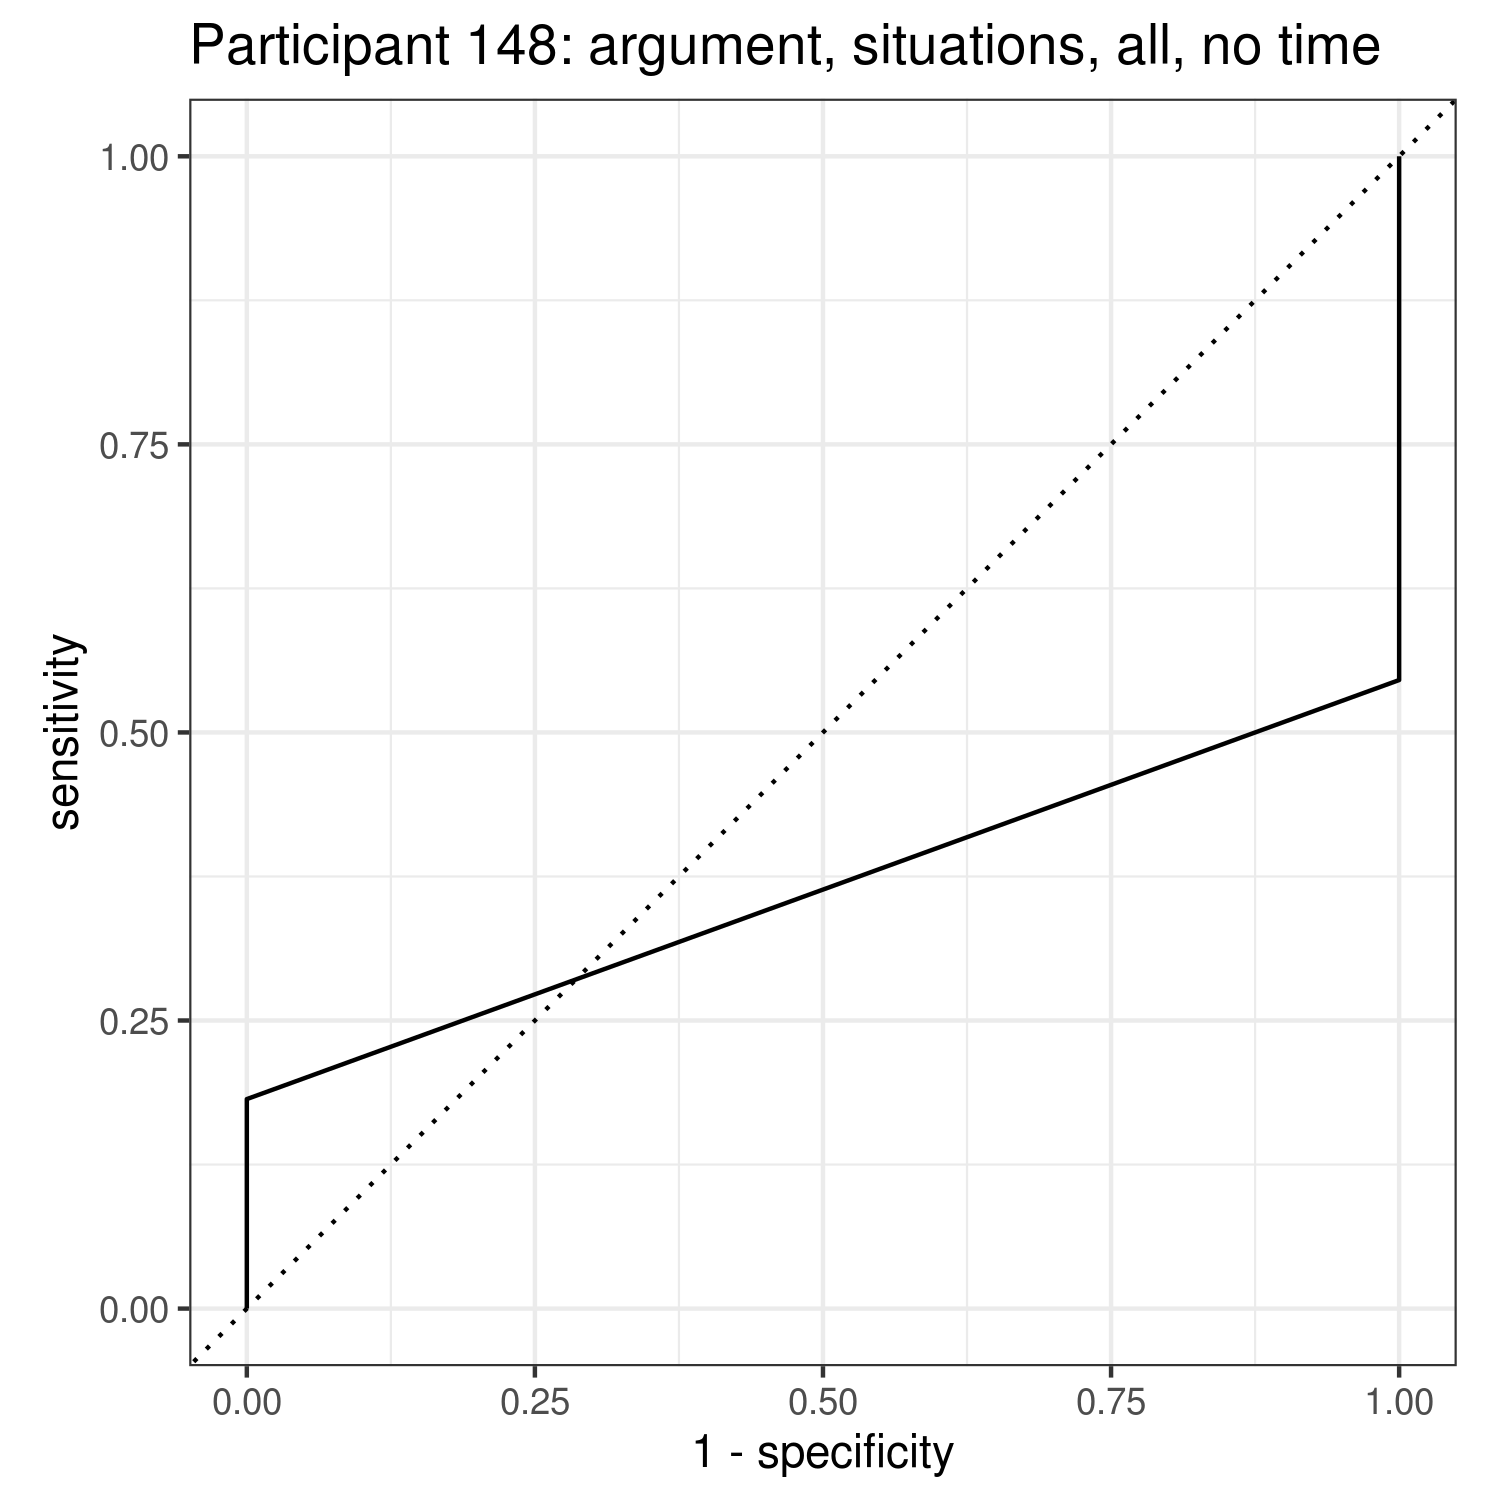 Participant 148: argument, situations, all, no time
1.00
0.75
0.50
0.25
0.00
sensitivity
0.00 0.25 0.50 0.75 1.00
1 - specificity